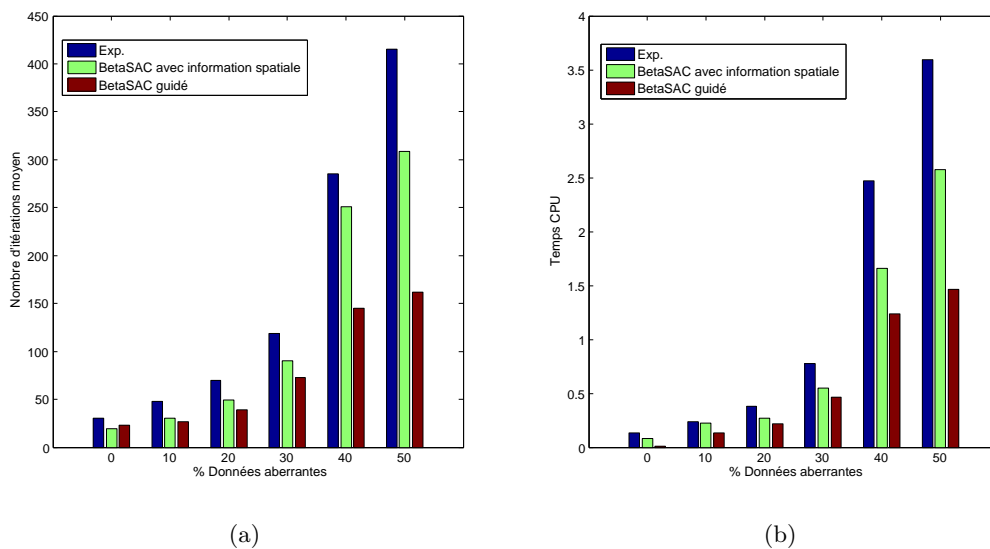 450
400
350
300
250
200
150
100
50
0
Nombre d'itérations moyen
Exp.
BetaSAC avec information spatiale
BetaSAC guidé
0 10 20 30 40 50
% Données aberrantes
(a)
4
3.5
3
2.5
2
1.5
1
0.5
0
Temps CPU
Exp.
BetaSAC avec information spatiale
BetaSAC guidé
0 10 20 30 40 50
% Données aberrantes
(b)